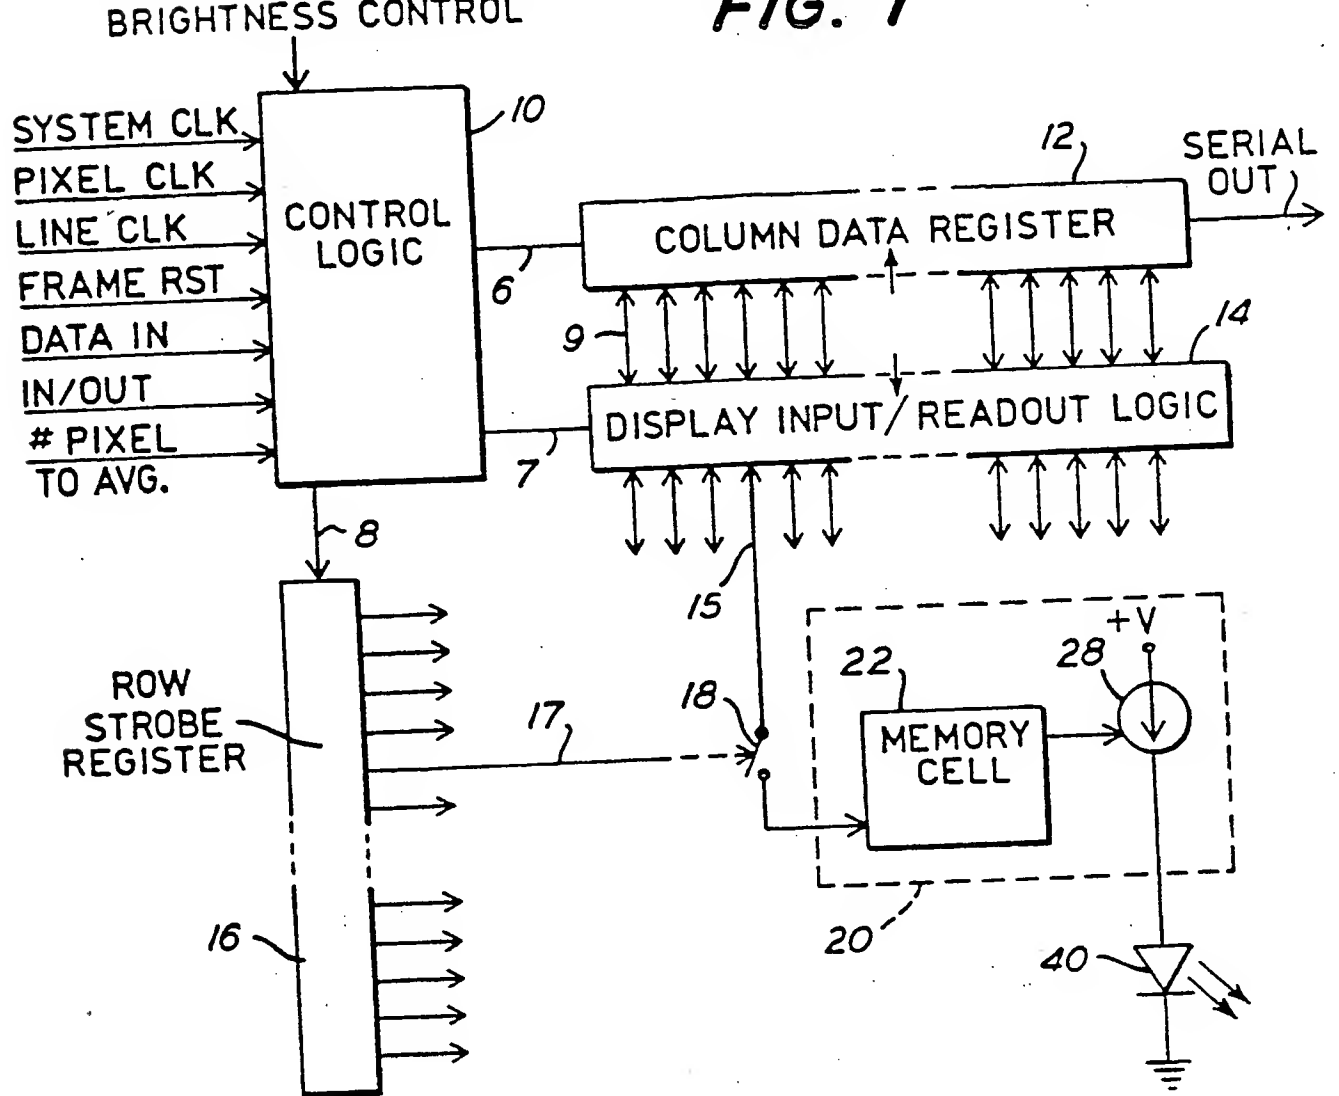 FIG. 1
BRIGHTNESS CONTROL
SYSTEM CLK
PIXEL CLK
LINE CLK
FRAME RST
DATA IN
IN/OUT
# PIXEL
TO AVG.
CONTROL
LOGIC
10
6
7
8
12
COLUMN DATA REGISTER
SERIAL
OUT
9
14
DISPLAY INPUT/READOUT LOGIC
15
ROW
STROBE
REGISTER
16
17
18
+V
22
28
MEMORY
CELL
20
40